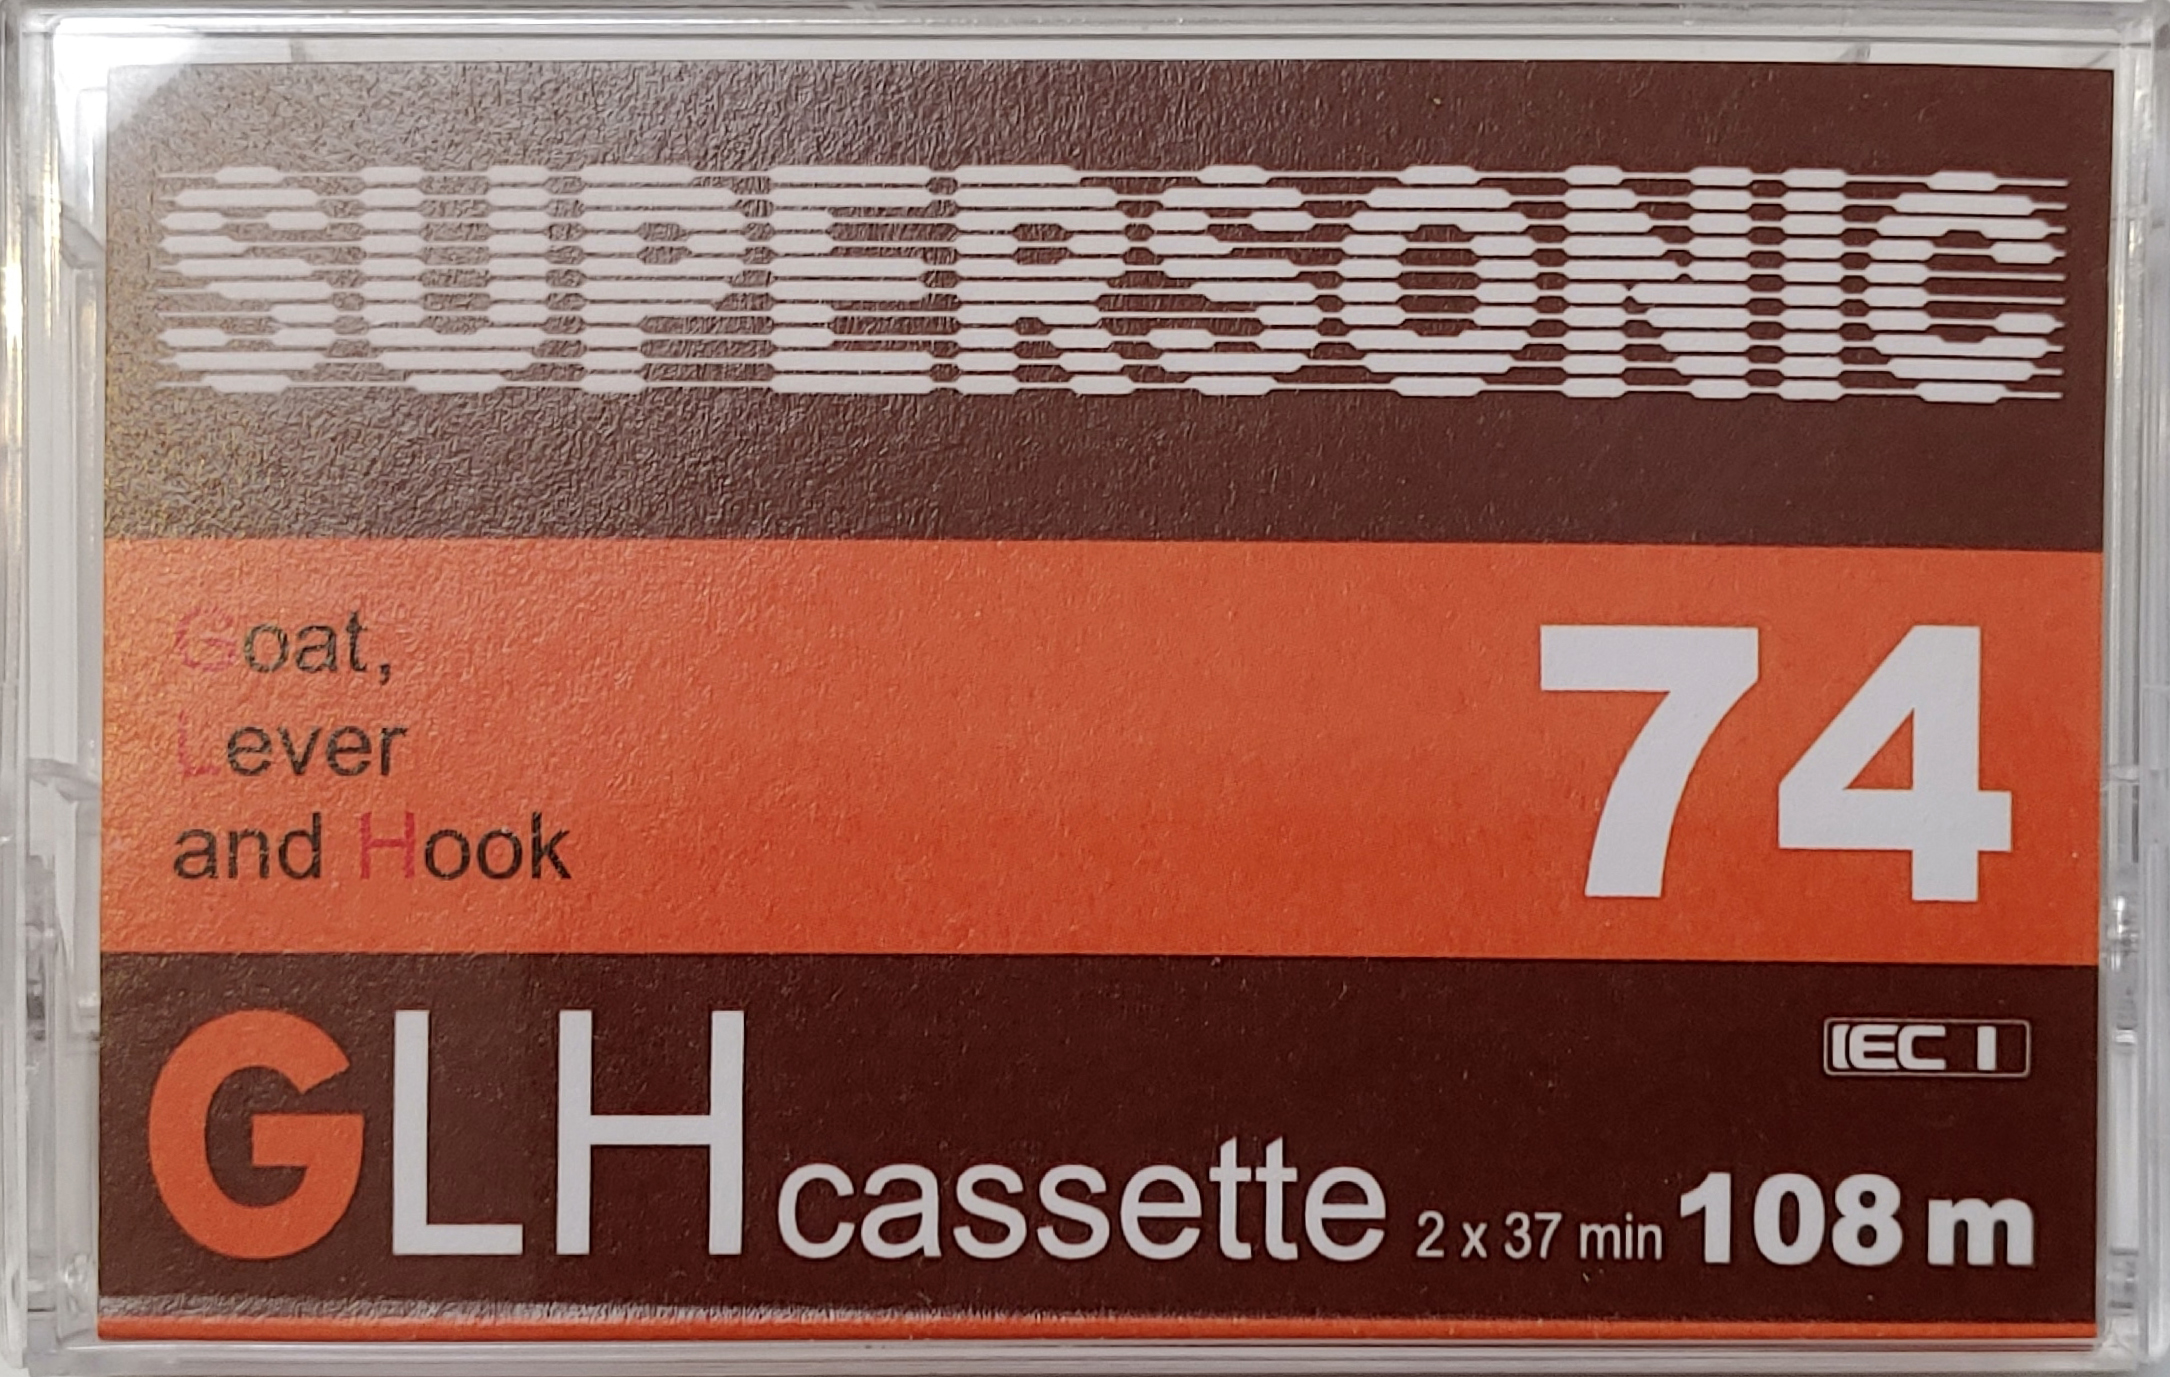 SUPERSONIC
Goat,
Lever
and Hook
74
IEC I
GLH cassette 2 x 37 min 108 m